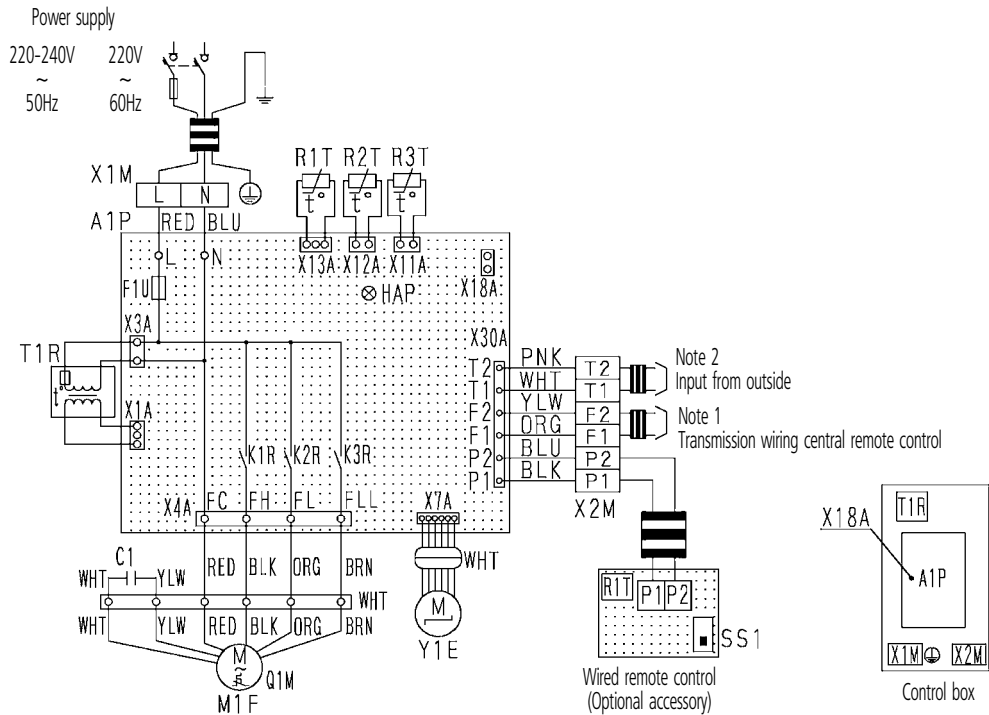 Power supply
220-240V 220V
~ ~
50Hz 60Hz
X1M
L N
A1P RED BLU
R1T R2T R3T
t° t° t°
X13A X12A X11A
L N
F1U
HAP
X18A
X3A
T1R
t°
X1A
X30A
T2 PNK T2
T1 WHT T1
F2 YLW F2
F1 ORG F1
P2 BLU P2
P1 BLK P1
X2M
Note 2
Input from outside
Note 1
Transmission wiring central remote control
K1R K2R K3R
X4A FC FH FL FLL
X7A
C1
WHT YLW RED BLK ORG BRN
WHT
WHT YLW RED BLK ORG BRN
M
~
Q1M
M1F
WHT
M
Y1E
R1T P1 P2
SS1
Wired remote control
(Optional accessory)
X18A
T1R
A1P
X1M X2M
Control box